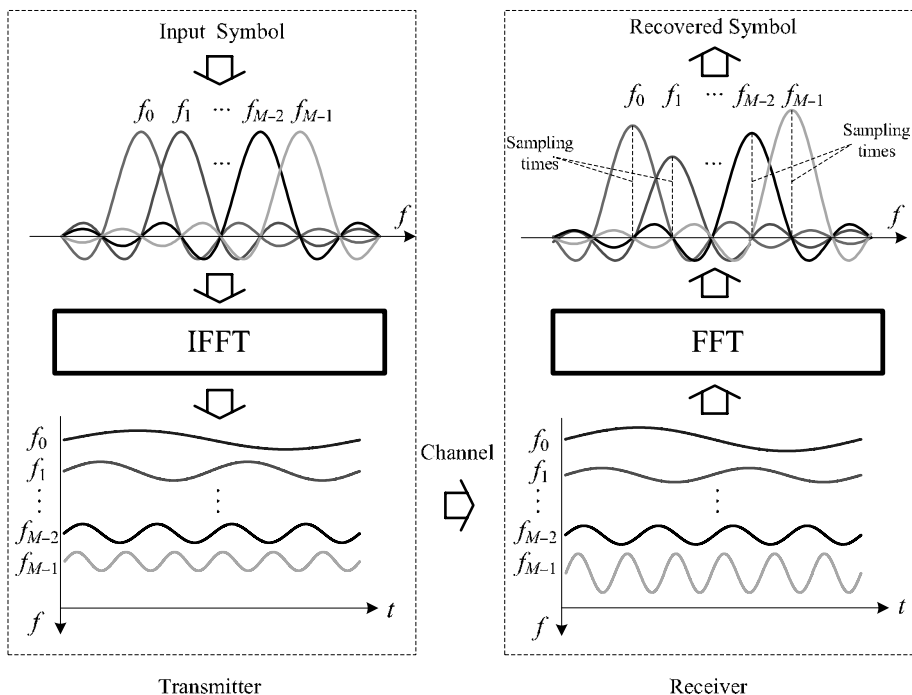 Input Symbol
f0 f1 ... fM–2 fM–1
...
f
IFFT
f0
f1
fM–2
fM–1
t
f
Transmitter
Channel
Recovered Symbol
f0 f1 ... fM–2 fM–1
Sampling times
...
Sampling times
f
FFT
f0
f1
fM–2
fM–1
t
f
Receiver